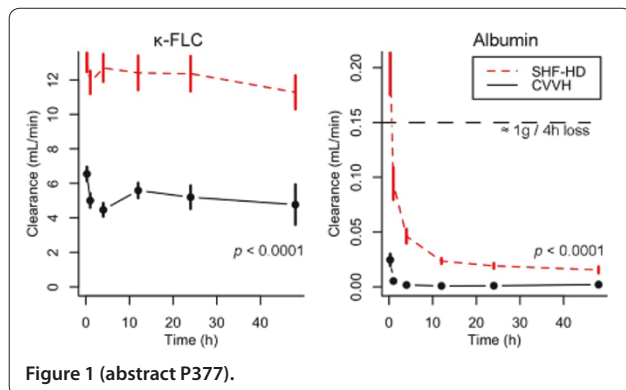 κ-FLC
Clearance (mL/min)
12
10
8
6
4
2
0
p < 0.0001
0 10 20 30 40
Time (h)
Albumin
Clearance (mL/min)
0.20
0.15
0.10
0.05
0.00
SHF-HD
CVVH
≈ 1g / 4h loss
p < 0.0001
0 10 20 30 40
Time (h)
Figure 1 (abstract P377).